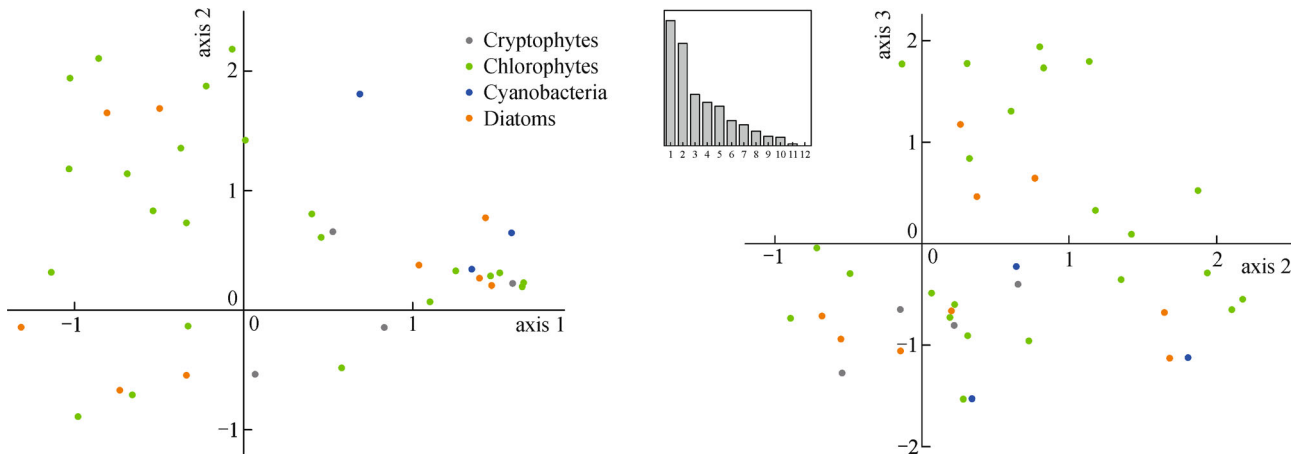 axis 2
2
1
0
−1
−1
0
1
axis 1
Cryptophytes
Chlorophytes
Cyanobacteria
Diatoms
1 2 3 4 5 6 7 8 9 10 11 12
axis 3
2
1
0
−1
−2
−1
0
1
2
axis 2